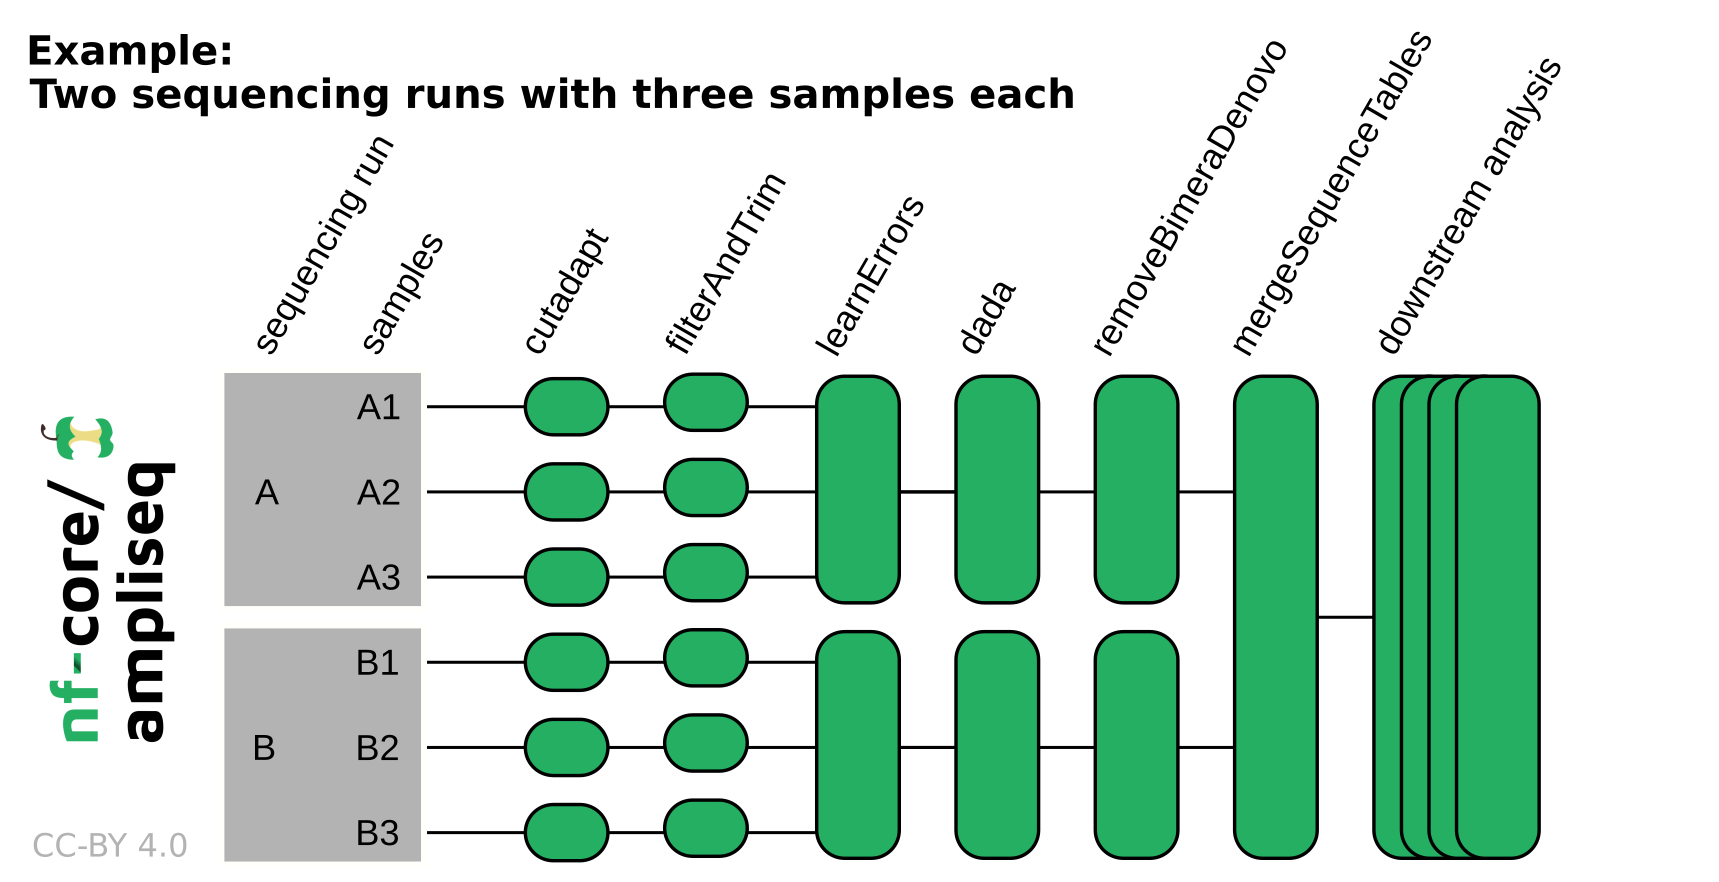 Example:
Two sequencing runs with three samples each
sequencing run
samples
cutadapt
filterAndTrim
learnErrors
dada
removeBimeraDenovo
mergeSequenceTables
downstream analysis
nf-core/
ampliseq
A
A1
A2
A3
B
B1
B2
B3
CC-BY 4.0